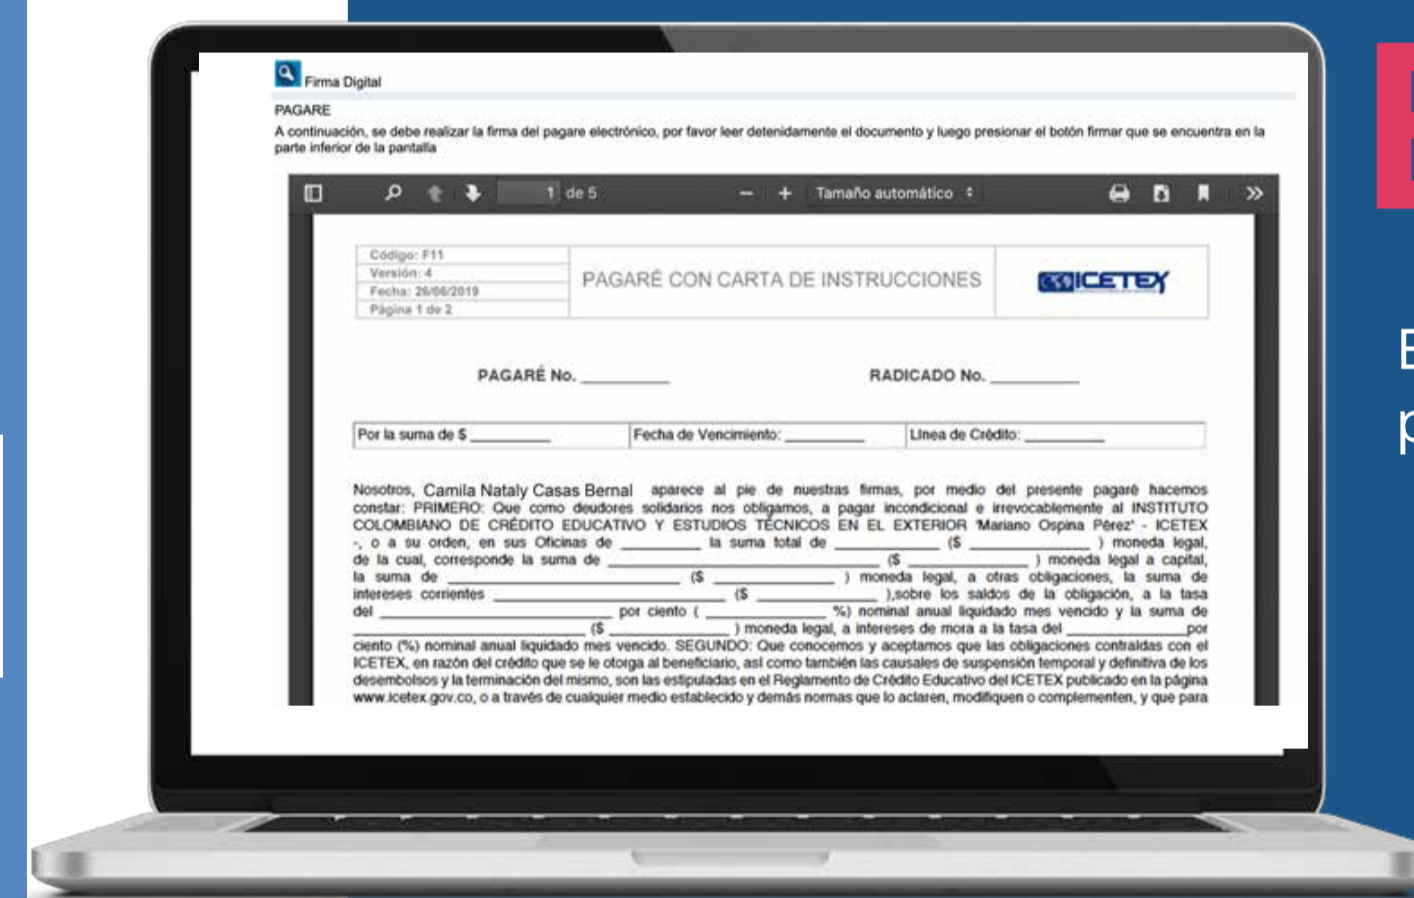 Firma Digital
PAGARE
A continuación, se debe realizar la firma del pagare electrónico, por favor leer detenidamente el documento y luego presionar el botón firmar que se encuentra en la
parte inferior de la pantalla
1 de 5
Tamaño automático
Código: F11
Versión: 4
Fecha: 26/06/2019
Página 1 de 2
PAGARÉ CON CARTA DE INSTRUCCIONES
ICETEX
PAGARÉ No. __________ RADICADO No. __________
Por la suma de $ __________ Fecha de Vencimiento: __________ Línea de Crédito: __________
Nosotros, Camila Nataly Casas Bernal aparece al pie de nuestras firmas, por medio del presente pagaré hacemos
constar: PRIMERO: Que como deudores solidarios nos obligamos, a pagar incondicional e irrevocablemente al INSTITUTO
COLOMBIANO DE CRÉDITO EDUCATIVO Y ESTUDIOS TÉCNICOS EN EL EXTERIOR 'Mariano Ospina Pérez' - ICETEX
-, o a su orden, en sus Oficinas de __________ la suma total de __________ ($ __________ ) moneda legal,
de la cual, corresponde la suma de __________ ($ __________ ) moneda legal a capital,
la suma de __________ ($ __________ ) moneda legal, a otras obligaciones, la suma de
intereses corrientes __________ ($ __________ ),sobre los saldos de la obligación, a la tasa
del __________ por ciento ( __________ %) nominal anual liquidado mes vencido y la suma de
__________ ($ __________ ) moneda legal, a intereses de mora a la tasa del __________por
ciento (%) nominal anual liquidado mes vencido. SEGUNDO: Que conocemos y aceptamos que las obligaciones contraídas con el
ICETEX, en razón del crédito que se le otorga al beneficiario, así como también las causales de suspensión temporal y definitiva de los
desembolsos y la terminación del mismo, son las estipuladas en el Reglamento de Crédito Educativo del ICETEX publicado en la página
www.icetex.gov.co, o a través de cualquier medio establecido y demás normas que lo aclaren, modifiquen o complementen, y que para